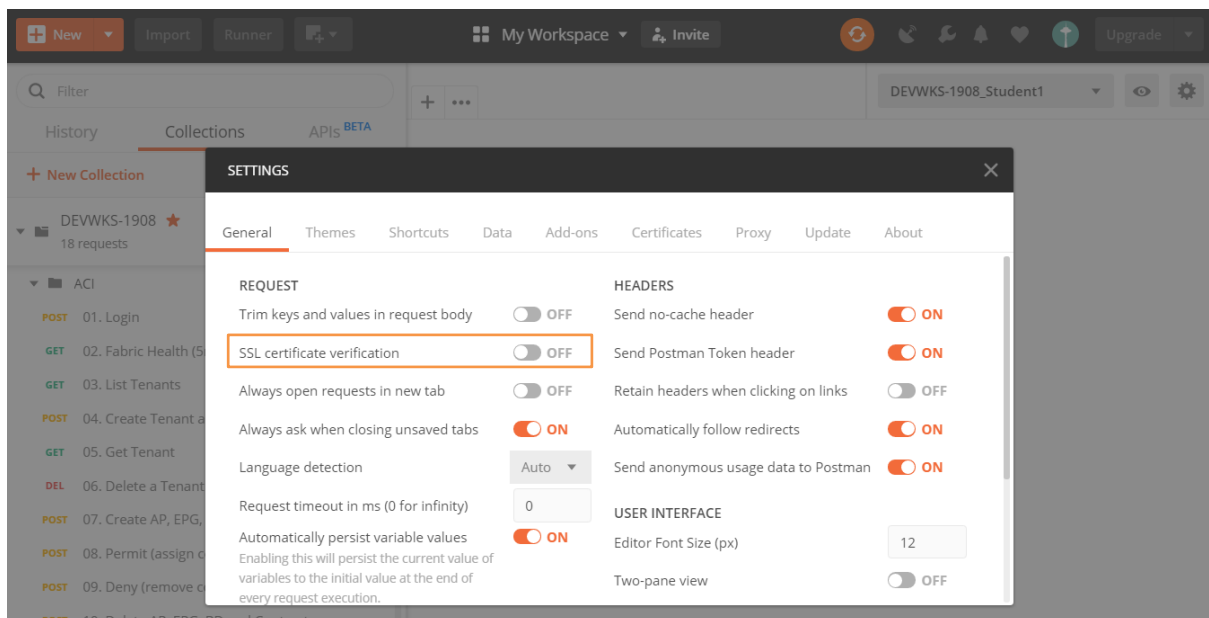 New Import Runner My Workspace Invite Upgrade
Filter
DEVWKS-1908_Student1
History Collections APIs BETA
+ New Collection
DEVWKS-1908
18 requests
ACI
POST 01. Login
GET 02. Fabric Health (5
GET 03. List Tenants
POST 04. Create Tenant a
GET 05. Get Tenant
DEL 06. Delete a Tenant
POST 07. Create AP, EPG,
POST 08. Permit (assign c
POST 09. Deny (remove c
SETTINGS
General Themes Shortcuts Data Add-ons Certificates Proxy Update About
REQUEST
Trim keys and values in request body OFF
SSL certificate verification OFF
Always open requests in new tab OFF
Always ask when closing unsaved tabs ON
Language detection Auto
Request timeout in ms (0 for infinity) 0
Automatically persist variable values ON
Enabling this will persist the current value of
variables to the initial value at the end of
every request execution.
HEADERS
Send no-cache header ON
Send Postman Token header ON
Retain headers when clicking on links OFF
Automatically follow redirects ON
Send anonymous usage data to Postman ON
USER INTERFACE
Editor Font Size (px) 12
Two-pane view OFF